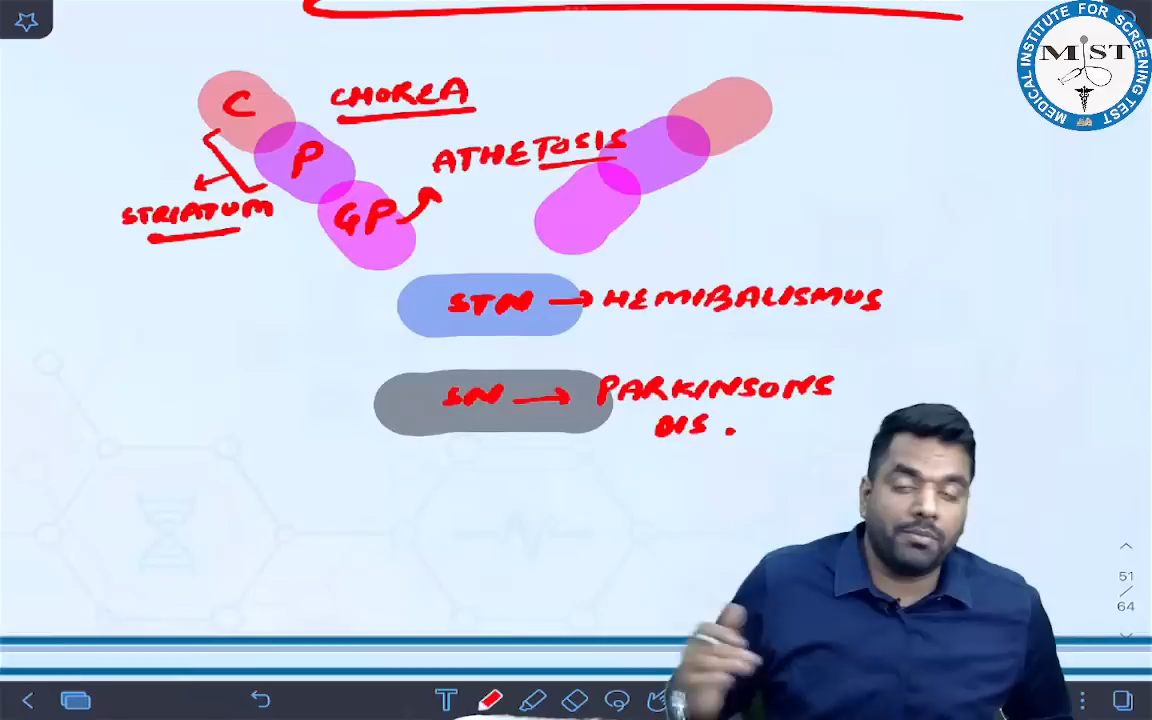 C
CHOREA
P
ATHETOSIS
STRIATUM
GP
STN → HEMIBALISMUS
SN → PARKINSONS
DIS .
MEDICAL INSTITUTE FOR SCREENING TEST
MIST
51
/
64
T